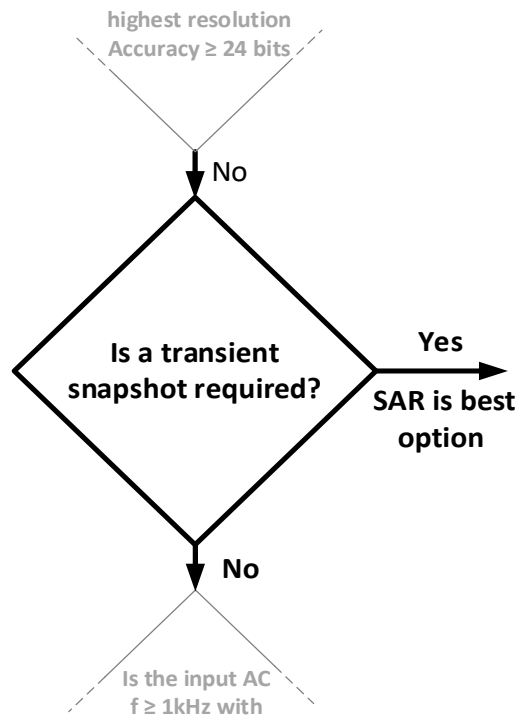 highest resolution
Accuracy ≥ 24 bits
No
Is a transient
snapshot required?
Yes
SAR is best
option
No
Is the input AC
f ≥ 1kHz with